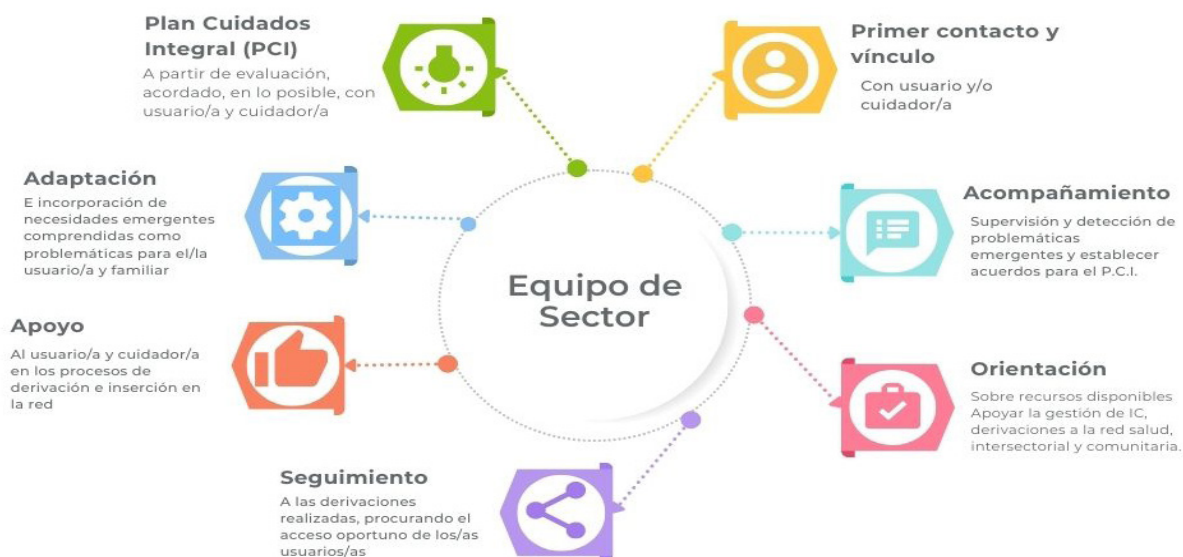 Plan Cuidados
Integral (PCI)
A partir de evaluación,
acordado, en lo posible, con
usuario/a y cuidador/a
Primer contacto y
vínculo
Con usuario y/o
cuidador/a
Adaptación
E incorporación de
necesidades emergentes
comprendidas como
problemáticas para el/la
usuario/a y familiar
Acompañamiento
Supervisión y detección de
problemáticas
emergentes y establecer
acuerdos para el P.C.I.
Equipo de
Sector
Apoyo
Al usuario/a y cuidador/a
en los procesos de
derivación e inserción en
la red
Orientación
Sobre recursos disponibles
Apoyar la gestión de IC,
derivaciones a la red salud,
intersectorial y comunitaria.
Seguimiento
A las derivaciones
realizadas, procurando el
acceso oportuno de los/as
usuarios/as